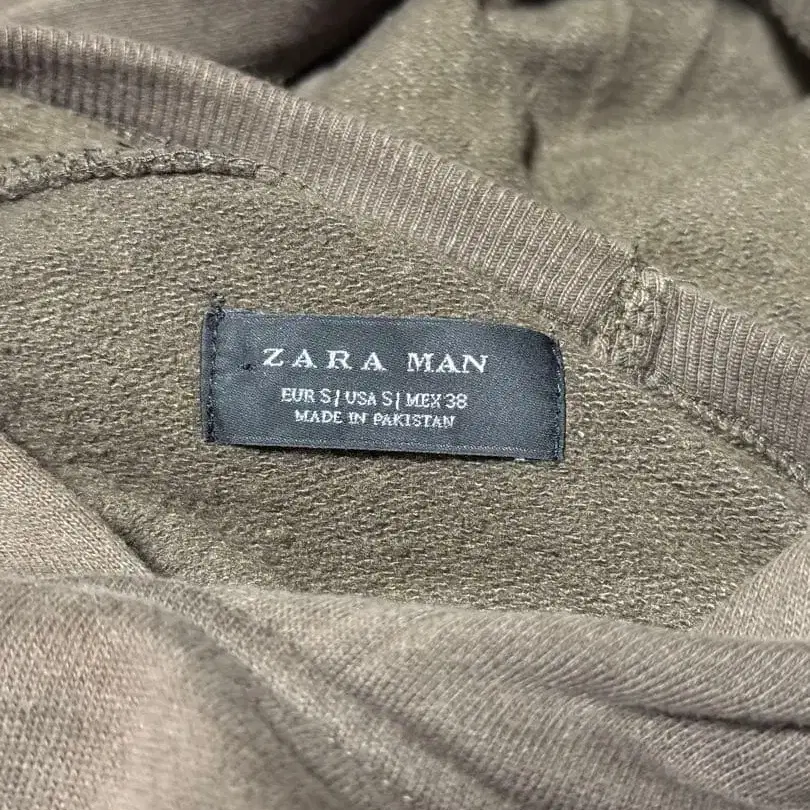 ZARA MAN
EUR S | USA S | MEX 38
MADE IN PAKISTAN